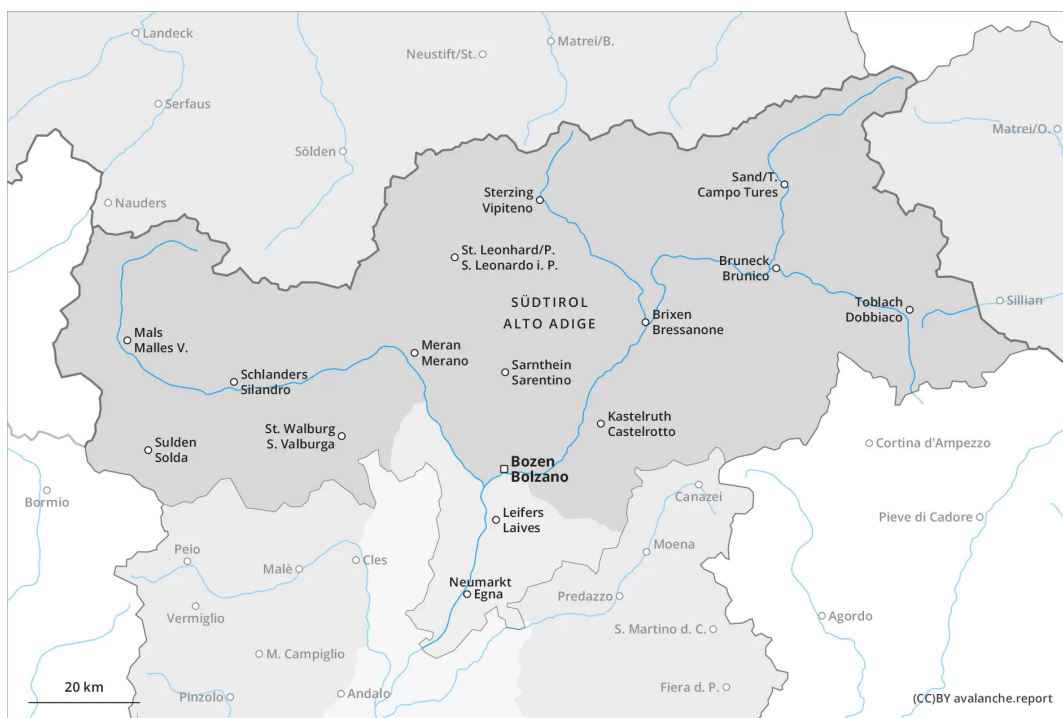 Landeck
Neustift/St.
Matrei/B.
Serfaus
Matrei/O.
Sölden
Nauders
Sterzing
Vipiteno
Sand/T.
Campo Tures
St. Leonhard/P.
S. Leonardo i. P.
Bruneck
Brunico
SÜDTIROL
ALTO ADIGE
Toblach
Dobbiaco
Sillian
Brixen
Bressanone
Mals
Malles V.
Meran
Merano
Schlanders
Silandro
Sarnthein
Sarentino
Kastelruth
Castelrotto
St. Walburg
S. Valburga
Sulden
Solda
Cortina d'Ampezzo
Bozen
Bolzano
Bormio
Canazei
Leifers
Laives
Pieve di Cadore
Peio
Malè
Cles
Moena
Neumarkt
Egna
Predazzo
Vermiglio
Agordo
S. Martino d. C.
M. Campiglio
20 km
Pinzolo
Andalo
Fiera d. P.
(CC)BY avalanche.report